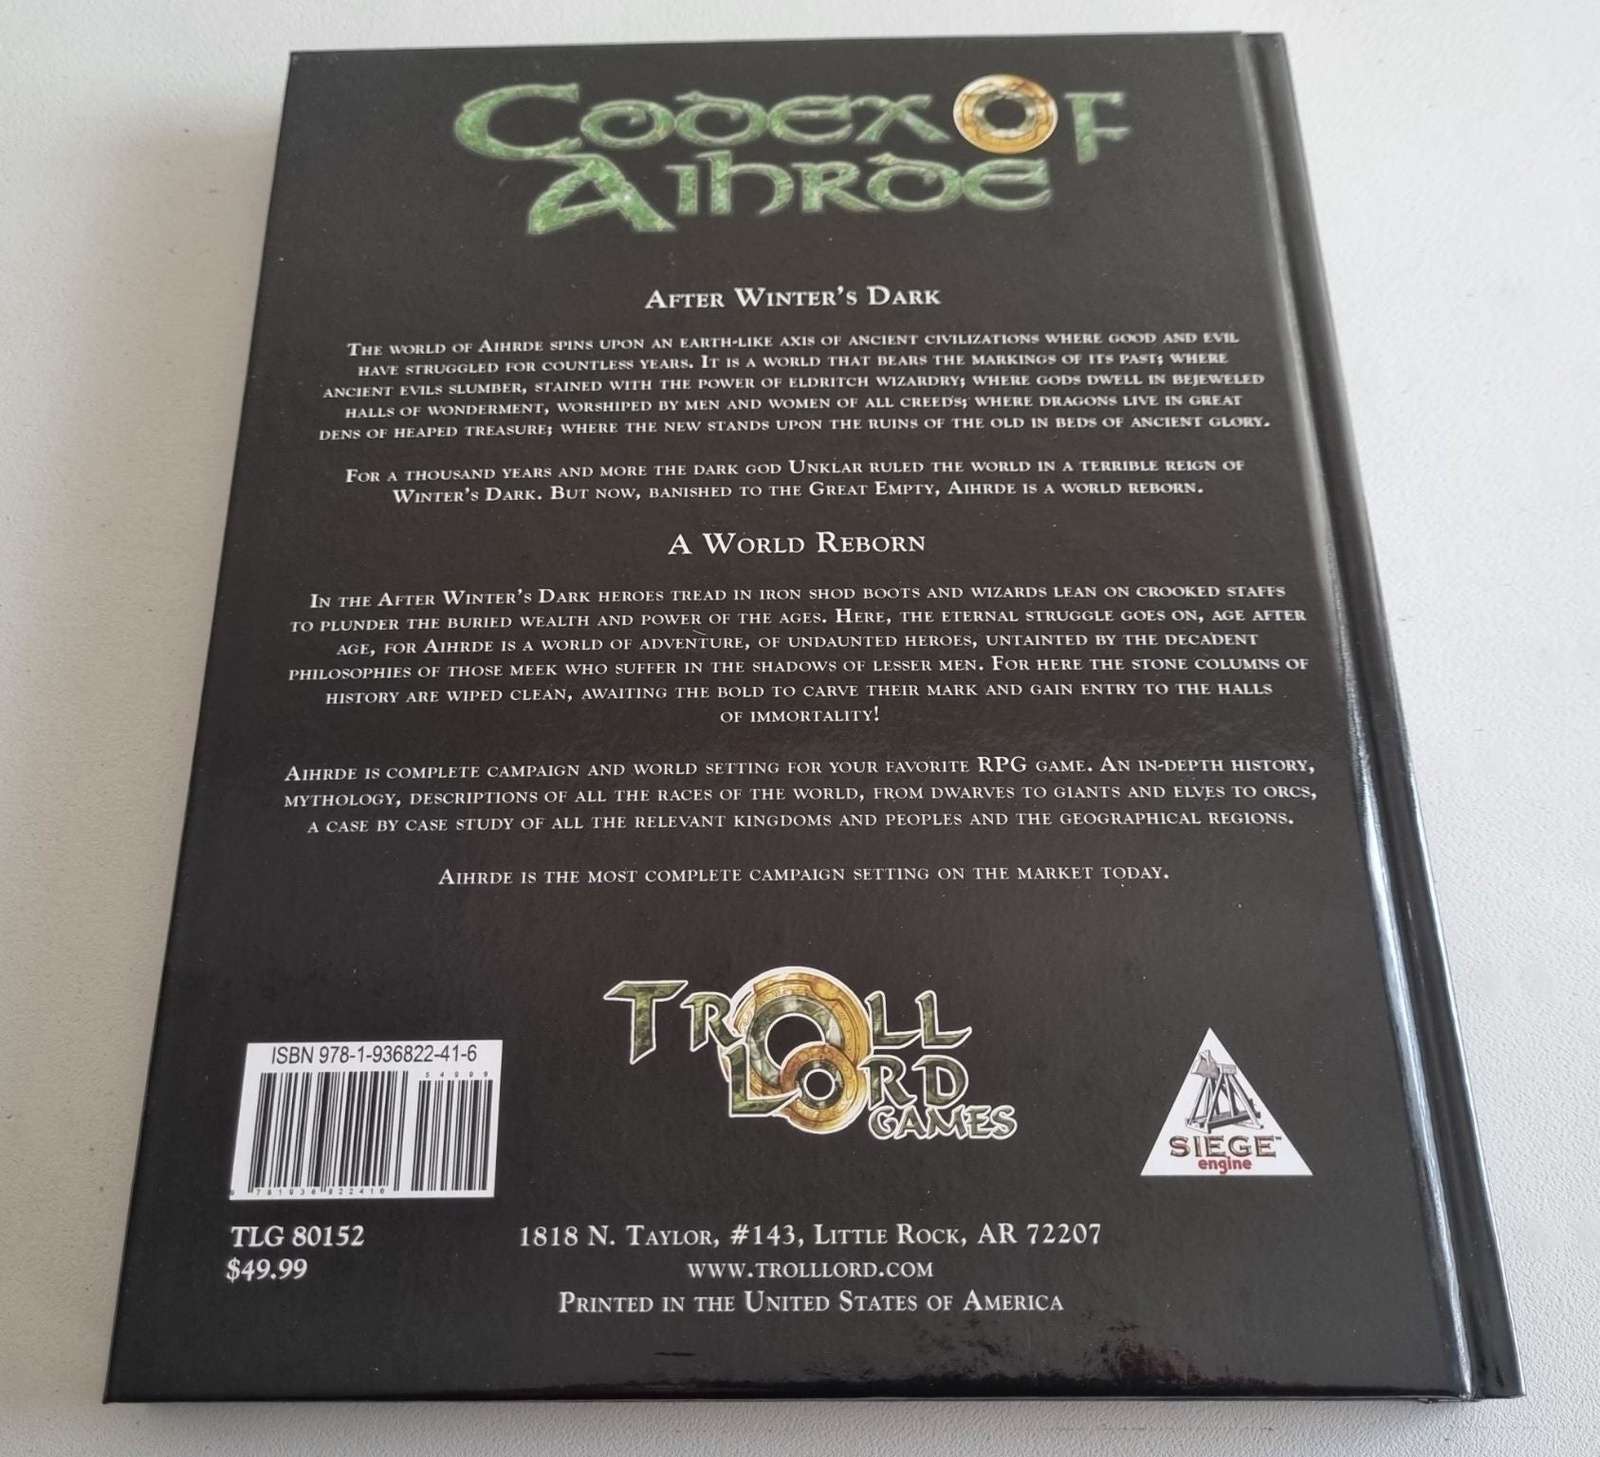 Codex Of
Aihrde
After Winter's Dark
The world of Aihrde spins upon an earth-like axis of ancient civilizations where good and evil
have struggled for countless years. It is a world that bears the markings of its past; where
ancient evils slumber, stained with the power of eldritch wizardry; where gods dwell in bejeweled
halls of wonderment, worshiped by men and women of all creeds; where dragons live in great
dens of heaped treasure; where the new stands upon the ruins of the old in beds of ancient glory.
For a thousand years and more the dark god Unklar ruled the world in a terrible reign of
Winter's Dark. But now, banished to the Great Empty, Aihrde is a world reborn.
A World Reborn
In the After Winter's Dark heroes tread in iron shod boots and wizards lean on crooked staffs
to plunder the buried wealth and power of the ages. Here, the eternal struggle goes on, age after
age, for Aihrde is a world of adventure, of undaunted heroes, untainted by the decadent
philosophies of those meek who suffer in the shadows of lesser men. For here the stone columns of
history are wiped clean, awaiting the bold to carve their mark and gain entry to the halls
of immortality!
Aihrde is complete campaign and world setting for your favorite RPG game. An in-depth history,
mythology, descriptions of all the races of the world, from dwarves to giants and elves to orcs,
a case by case study of all the relevant kingdoms and peoples and the geographical regions.
Aihrde is the most complete campaign setting on the market today.
Troll
Lord
Games
ISBN 978-1-936822-41-6
54999
9 781936 822416
SIEGE™
engine
TLG 80152
$49.99
1818 N. Taylor, #143, Little Rock, AR 72207
www.trolllord.com
Printed in the United States of America